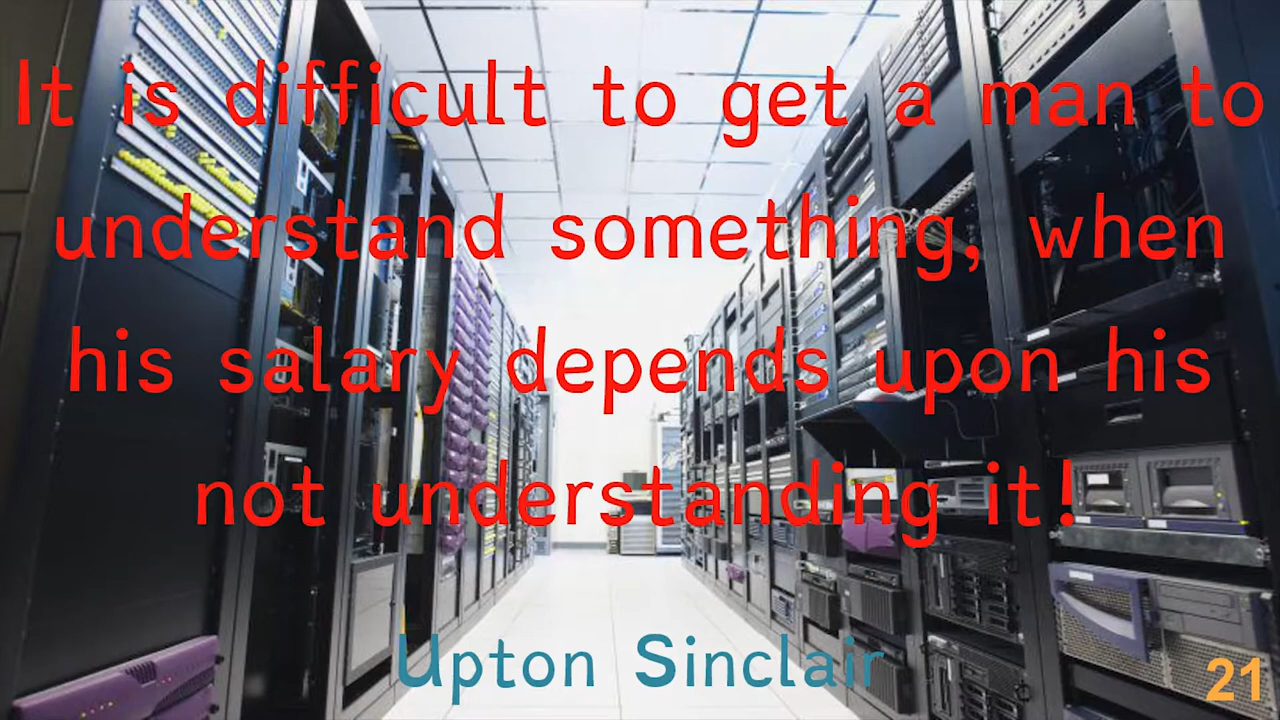 It is difficult to get a man to
understand something, when
his salary depends upon his
not understanding it!
Upton Sinclair
21